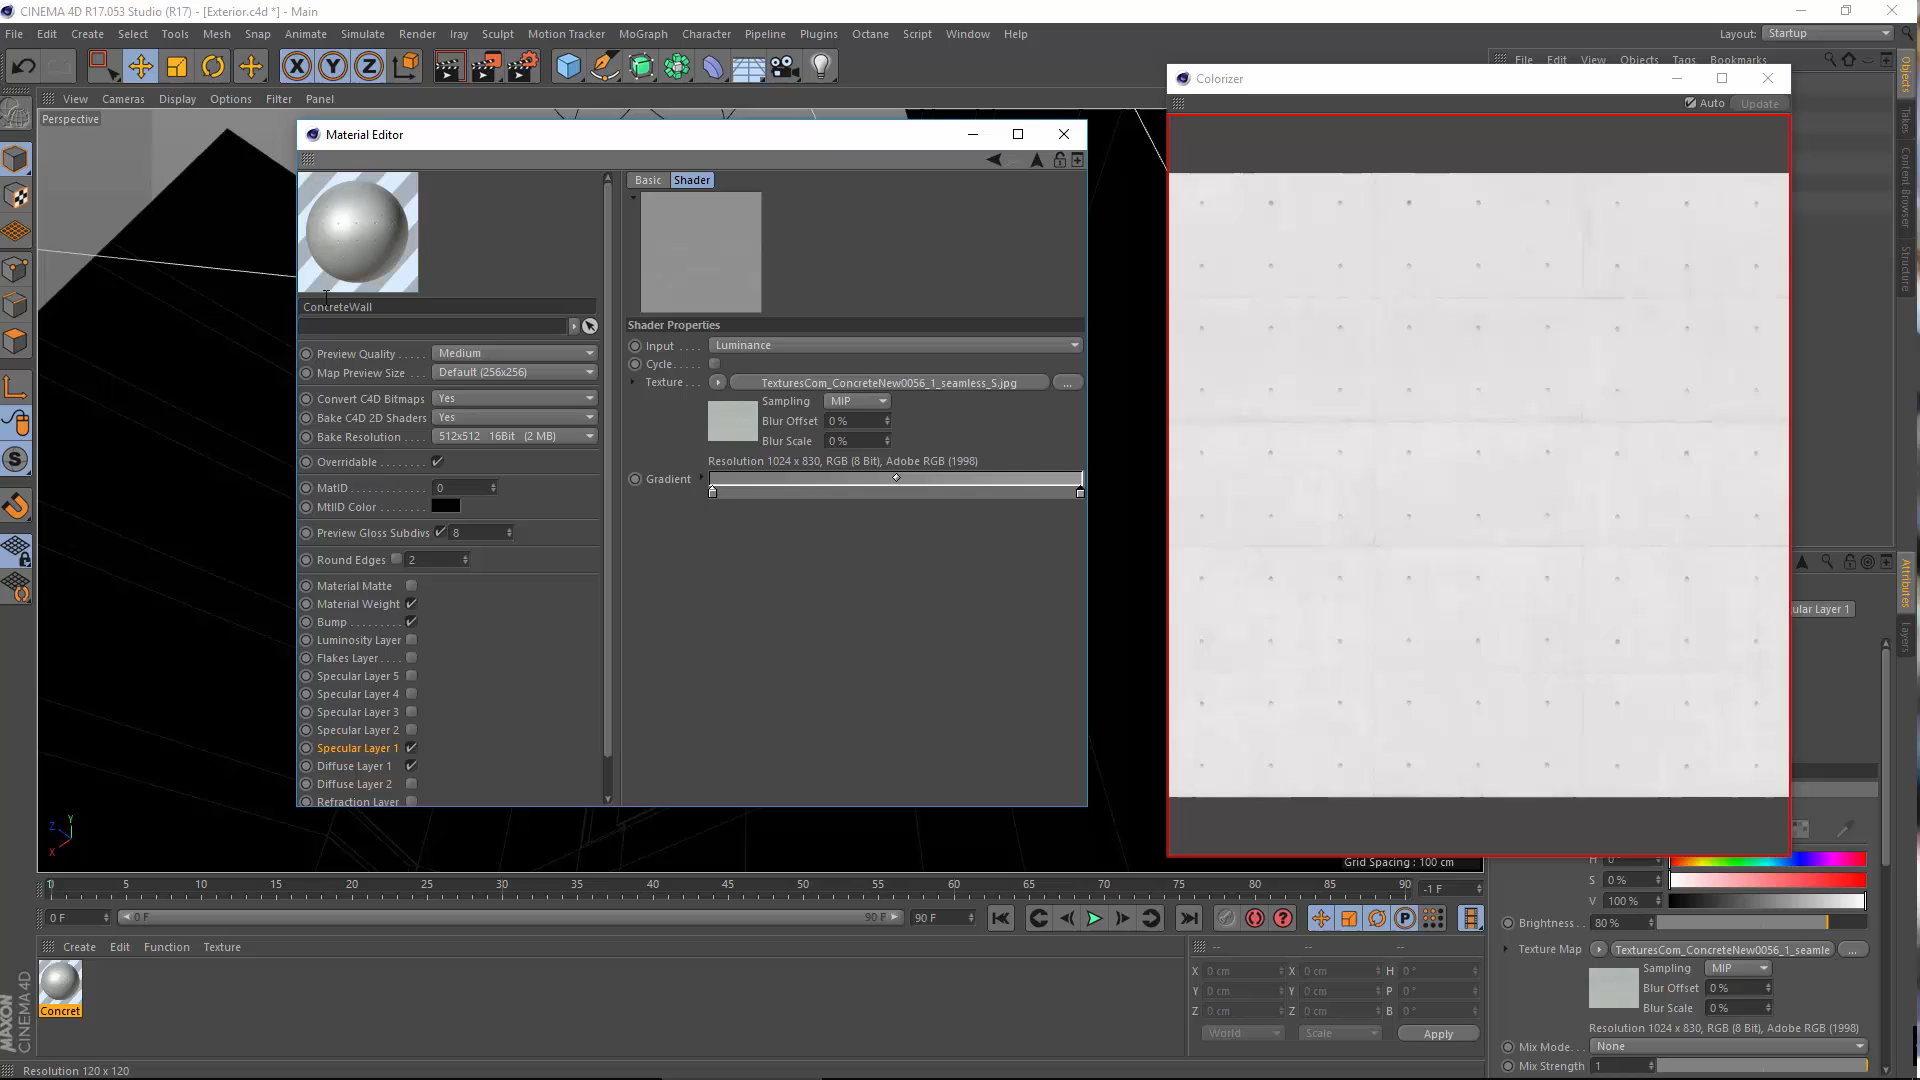 CINEMA 4D R17.053 Studio (R17) - [Exterior.c4d *] - Main
File Edit Create Select Tools Mesh Snap Animate Simulate Render Iray Sculpt Motion Tracker MoGraph Character Pipeline Plugins Octane Script Window Help
Layout: Startup
File Edit View Objects Tags Bookmarks
View Cameras Display Options Filter Panel
Perspective
Material Editor
ConcreteWall
Preview Quality . . . . . Medium
Map Preview Size . . . Default (256x256)
Convert C4D Bitmaps Yes
Bake C4D 2D Shaders Yes
Bake Resolution . . . . 512x512 16Bit (2 MB)
Overridable . . . . . . . .
MatID . . . . . . . . . . . . . 0
MtlID Color . . . . . . . .
Preview Gloss Subdivs 8
Round Edges 2
Material Matte
Material Weight
Bump . . . . . . . . .
Luminosity Layer
Flakes Layer . . . .
Specular Layer 5
Specular Layer 4
Specular Layer 3
Specular Layer 2
Specular Layer 1
Diffuse Layer 1
Diffuse Layer 2
Refraction Layer
Basic Shader
Shader Properties
Input . . . . Luminance
Cycle. . . . .
Texture . . . TexturesCom_ConcreteNew0056_1_seamless_S.jpg ...
Sampling MIP
Blur Offset 0 %
Blur Scale 0 %
Resolution 1024 x 830, RGB (8 Bit), Adobe RGB (1998)
Gradient
Colorizer
Auto Update
Objects
Takes
Content Browser
Structure
Attributes
Layers
ular Layer 1
Grid Spacing : 100 cm
Z Y
X
0 5 10 15 20 25 30 35 40 45 50 55 60 65 70 75 80 85 90 -1 F
0 F 0 F 90 F 90 F
Create Edit Function Texture
Concret
MAXON
CINEMA 4D
-- -- --
X 0 cm X 0 cm H 0 °
Y 0 cm Y 0 cm P 0 °
Z 0 cm Z 0 cm B 0 °
World Scale Apply
H 0 °
S 0 %
V 100 %
Brightness . . 80 %
Texture Map TexturesCom_ConcreteNew0056_1_seamle ...
Sampling MIP
Blur Offset 0 %
Blur Scale 0 %
Resolution 1024 x 830, RGB (8 Bit), Adobe RGB (1998)
Mix Mode. . . None
Mix Strength 1
Resolution 120 x 120